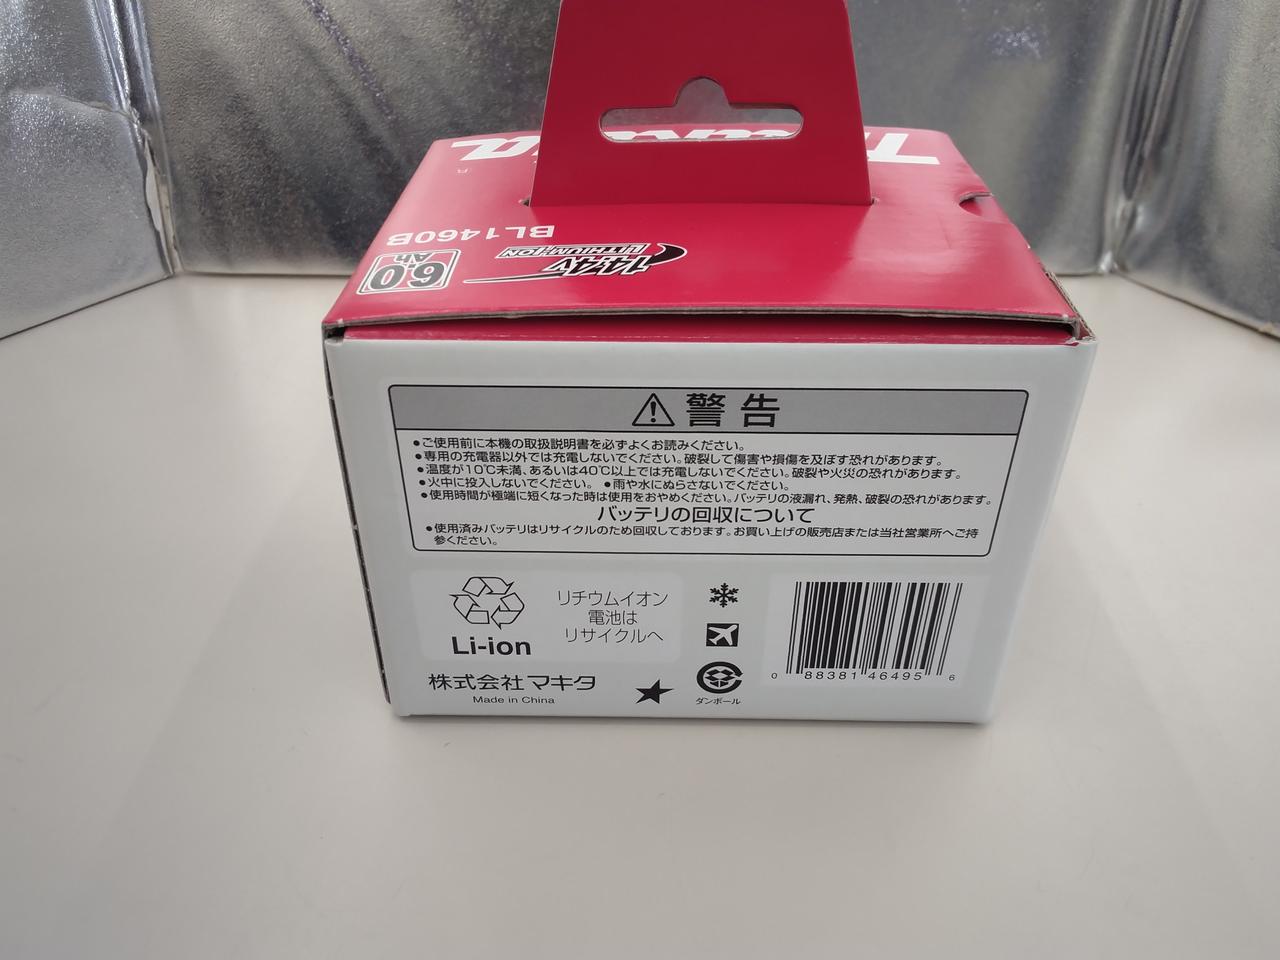 Makita
BL1460B
14.4V
LITHIUM-ION
6.0
Ah
警告
●ご使用前に本機の取扱説明書を必ずよくお読みください。
●専用の充電器以外では充電しないでください。破裂して傷害や損傷を及ぼす恐れがあります。
●温度が10℃未満、あるいは40℃以上では充電しないでください。破裂や火災の恐れがあります。
●火中に投入しないでください。 ●雨や水にぬらさないでください。
●使用時間が極端に短くなった時は使用をおやめください。バッテリの液漏れ、発熱、破裂の恐れがあります。
バッテリの回収について
●使用済みバッテリはリサイクルのため回収しております。お買い上げの販売店または当社営業所へご持
参ください。
Li-ion
リチウムイオン
電池は
リサイクルへ
株式会社マキタ
Made in China
ダンボール
0 88381 46495 6